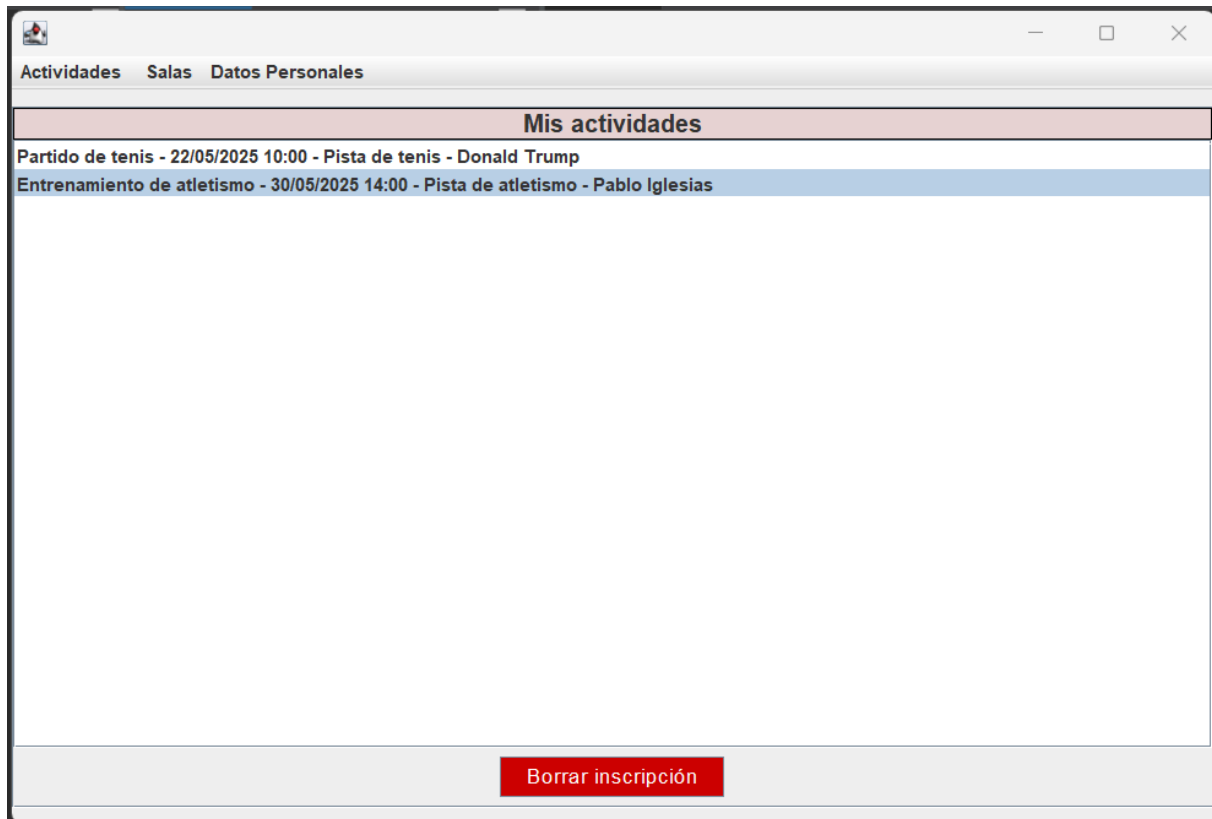 Actividades Salas Datos Personales
Mis actividades
Partido de tenis - 22/05/2025 10:00 - Pista de tenis - Donald Trump
Entrenamiento de atletismo - 30/05/2025 14:00 - Pista de atletismo - Pablo Iglesias
Borrar inscripción